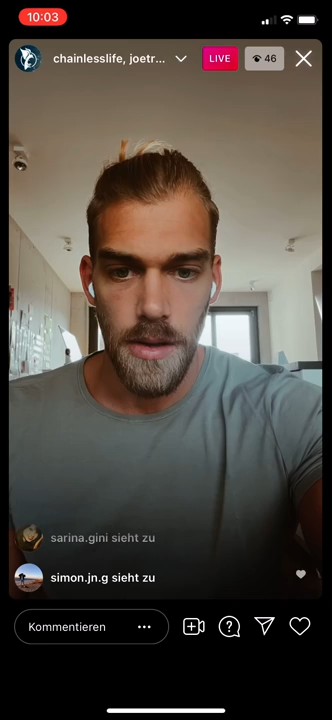 10:03
chainlesslife, joetr...
LIVE
46
sarina.gini sieht zu
simon.jn.g sieht zu
Kommentieren